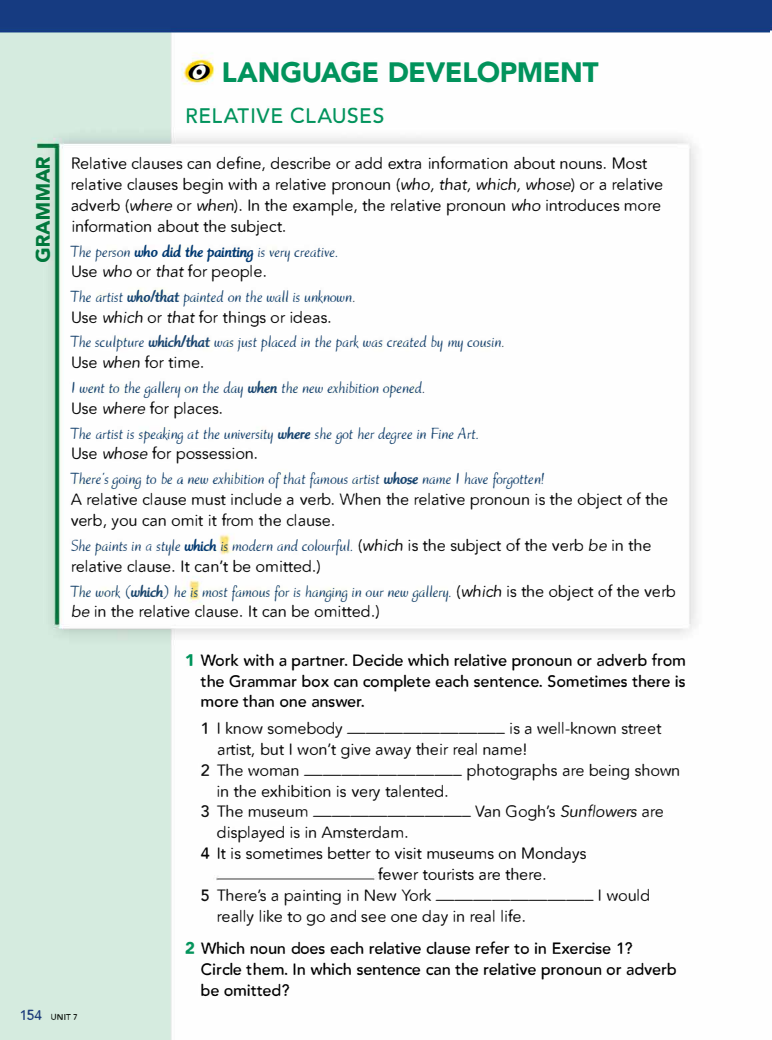 LANGUAGE DEVELOPMENT
RELATIVE CLAUSES
GRAMMAR
Relative clauses can define, describe or add extra information about nouns. Most
relative clauses begin with a relative pronoun (who, that, which, whose) or a relative
adverb (where or when). In the example, the relative pronoun who introduces more
information about the subject.
The person who did the painting is very creative.
Use who or that for people.
The artist who/that painted on the wall is unknown.
Use which or that for things or ideas.
The sculpture which/that was just placed in the park was created by my cousin.
Use when for time.
I went to the gallery on the day when the new exhibition opened.
Use where for places.
The artist is speaking at the university where she got her degree in Fine Art.
Use whose for possession.
There's going to be a new exhibition of that famous artist whose name I have forgotten!
A relative clause must include a verb. When the relative pronoun is the object of the
verb, you can omit it from the clause.
She paints in a style which is modern and colourful. (which is the subject of the verb be in the
relative clause. It can't be omitted.)
The work (which) he is most famous for is hanging in our new gallery. (which is the object of the verb
be in the relative clause. It can be omitted.)
1 Work with a partner. Decide which relative pronoun or adverb from
the Grammar box can complete each sentence. Sometimes there is
more than one answer.
1 I know somebody ____________________ is a well-known street
artist, but I won't give away their real name!
2 The woman ____________________ photographs are being shown
in the exhibition is very talented.
3 The museum ____________________ Van Gogh's Sunflowers are
displayed is in Amsterdam.
4 It is sometimes better to visit museums on Mondays
____________________ fewer tourists are there.
5 There's a painting in New York ____________________ I would
really like to go and see one day in real life.
2 Which noun does each relative clause refer to in Exercise 1?
Circle them. In which sentence can the relative pronoun or adverb
be omitted?
154 UNIT 7